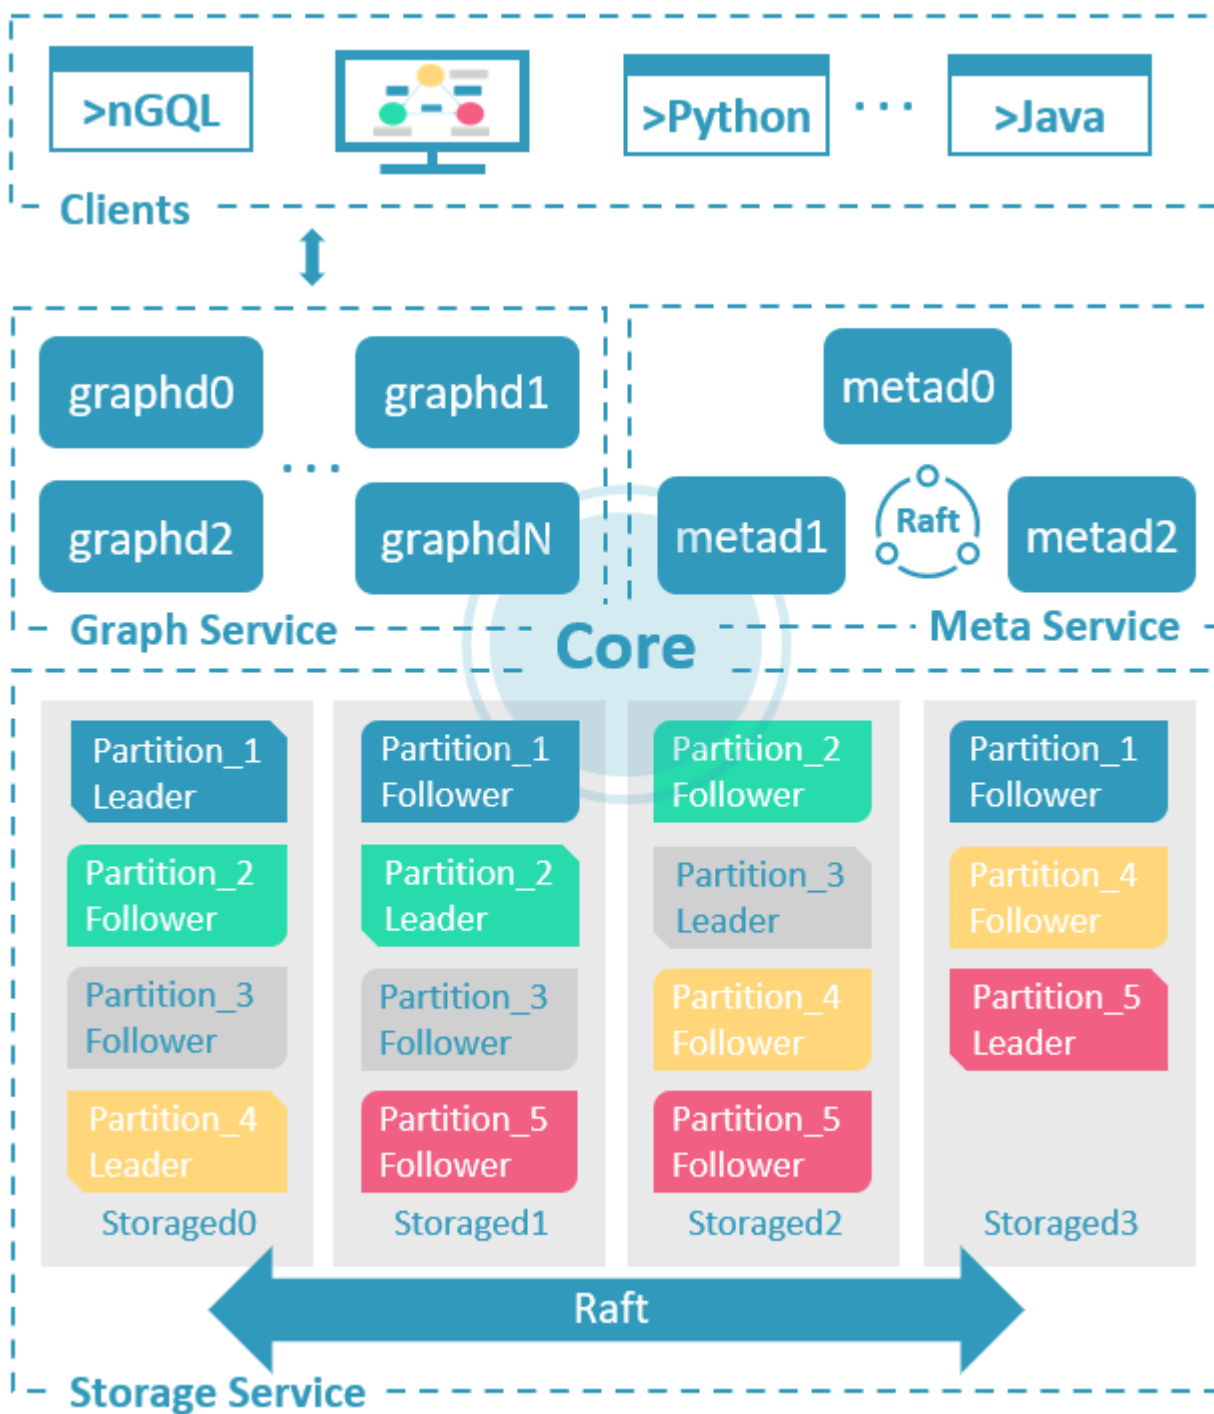 >nGQL
>Python
...
>Java
Clients
graphd0
graphd1
...
graphd2
graphdN
Graph Service
metad0
metad1
Raft
metad2
Meta Service
Core
Partition_1
Leader
Partition_2
Follower
Partition_3
Follower
Partition_4
Leader
Storaged0
Partition_1
Follower
Partition_2
Leader
Partition_3
Follower
Partition_5
Follower
Storaged1
Partition_2
Follower
Partition_3
Leader
Partition_4
Follower
Partition_5
Follower
Storaged2
Partition_1
Follower
Partition_4
Follower
Partition_5
Leader
Storaged3
Raft
Storage Service